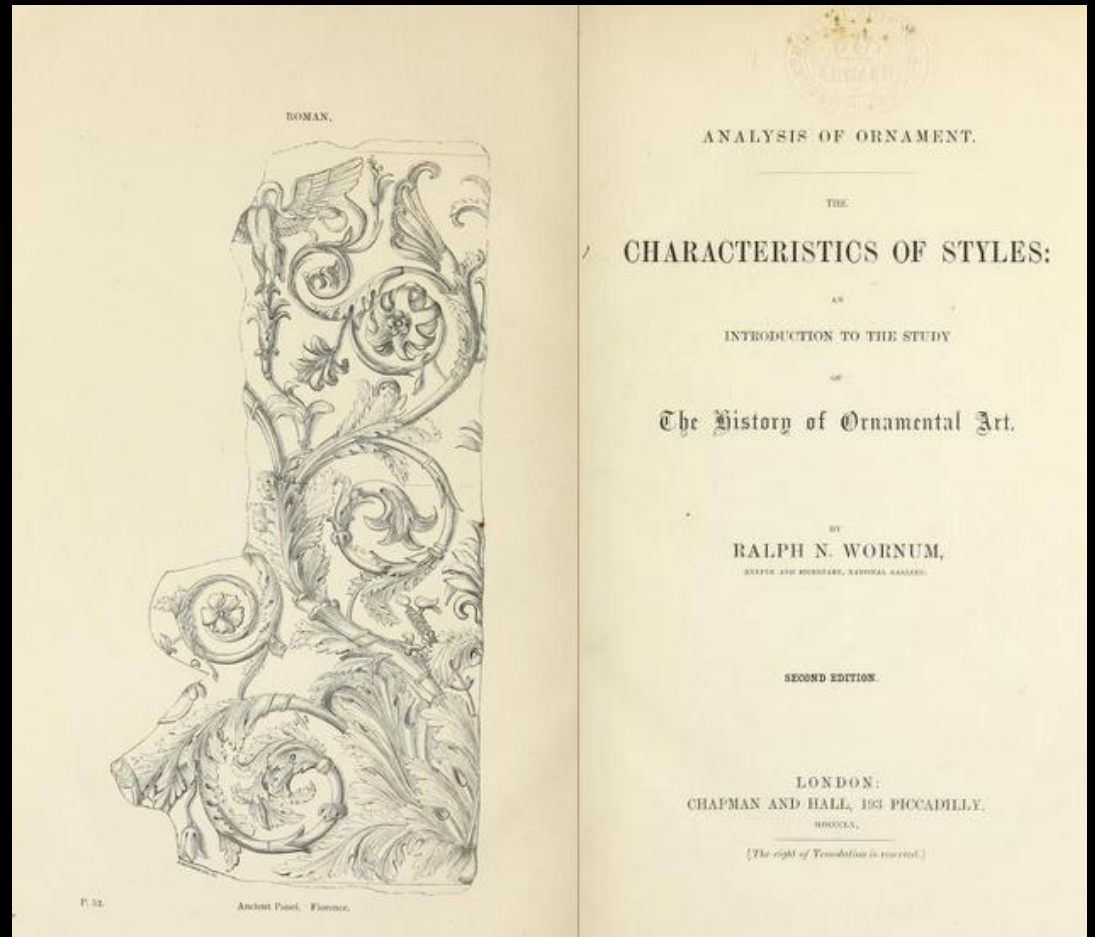 ROMAN.
P. 52.
Ancient Panel. Florence.
ANALYSIS OF ORNAMENT.
THE
CHARACTERISTICS OF STYLES:
AN
INTRODUCTION TO THE STUDY
OF
The History of Ornamental Art.
BY
RALPH N. WORNUM,
KEEPER AND SECRETARY, NATIONAL GALLERY.
SECOND EDITION.
LONDON:
CHAPMAN AND HALL, 193 PICCADILLY.
[The right of Translation is reserved.]